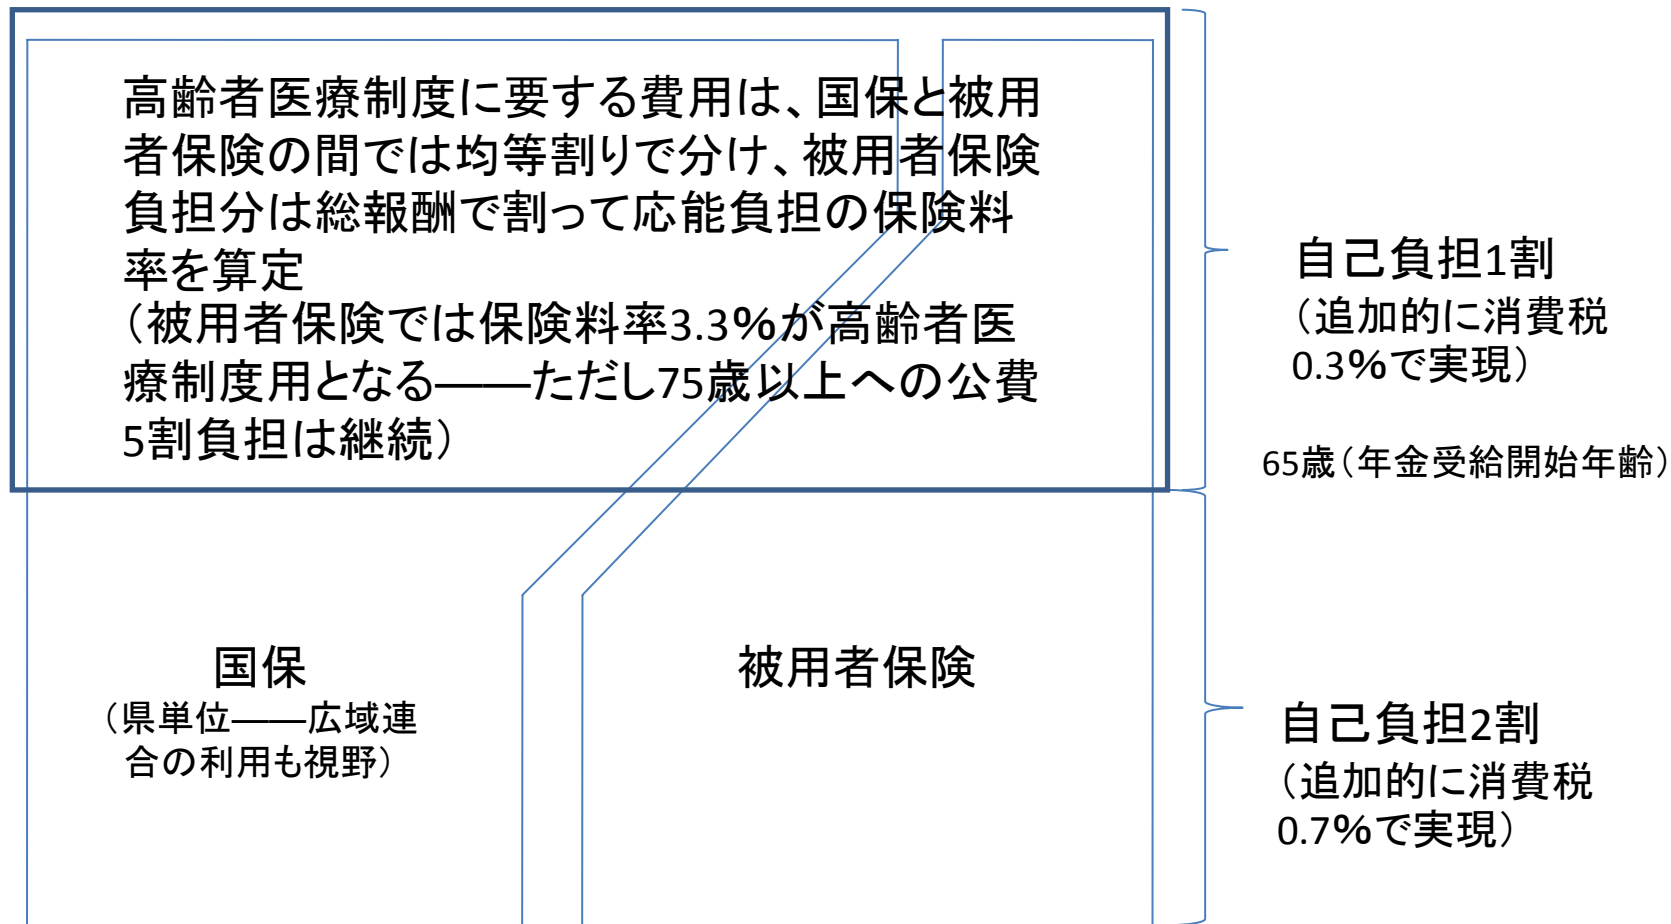 高齢者医療制度に要する費用は、国保と被用
者保険の間では均等割りで分け、被用者保険
負担分は総報酬で割って応能負担の保険料
率を算定
（被用者保険では保険料率3.3％が高齢者医
療制度用となる――ただし75歳以上への公費
5割負担は継続）
自己負担1割
（追加的に消費税
0.3％で実現）
65歳（年金受給開始年齢）
国保
（県単位――広域連
合の利用も視野）
被用者保険
自己負担2割
（追加的に消費税
0.7％で実現）